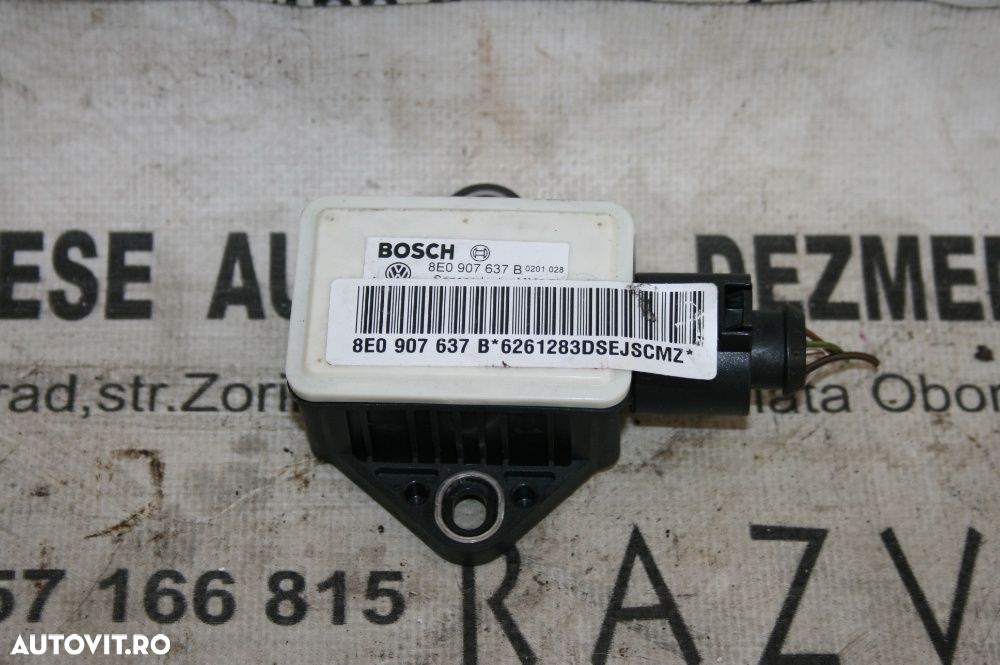 BOSCH
8E0 907 637 B 0201 028
8E0 907 637 B*6261283DSEJSCMZ*
ESE AU DEZMEM
rad,str.Zori ata Obor
57 166 815 RAZV
AUTOVIT.RO